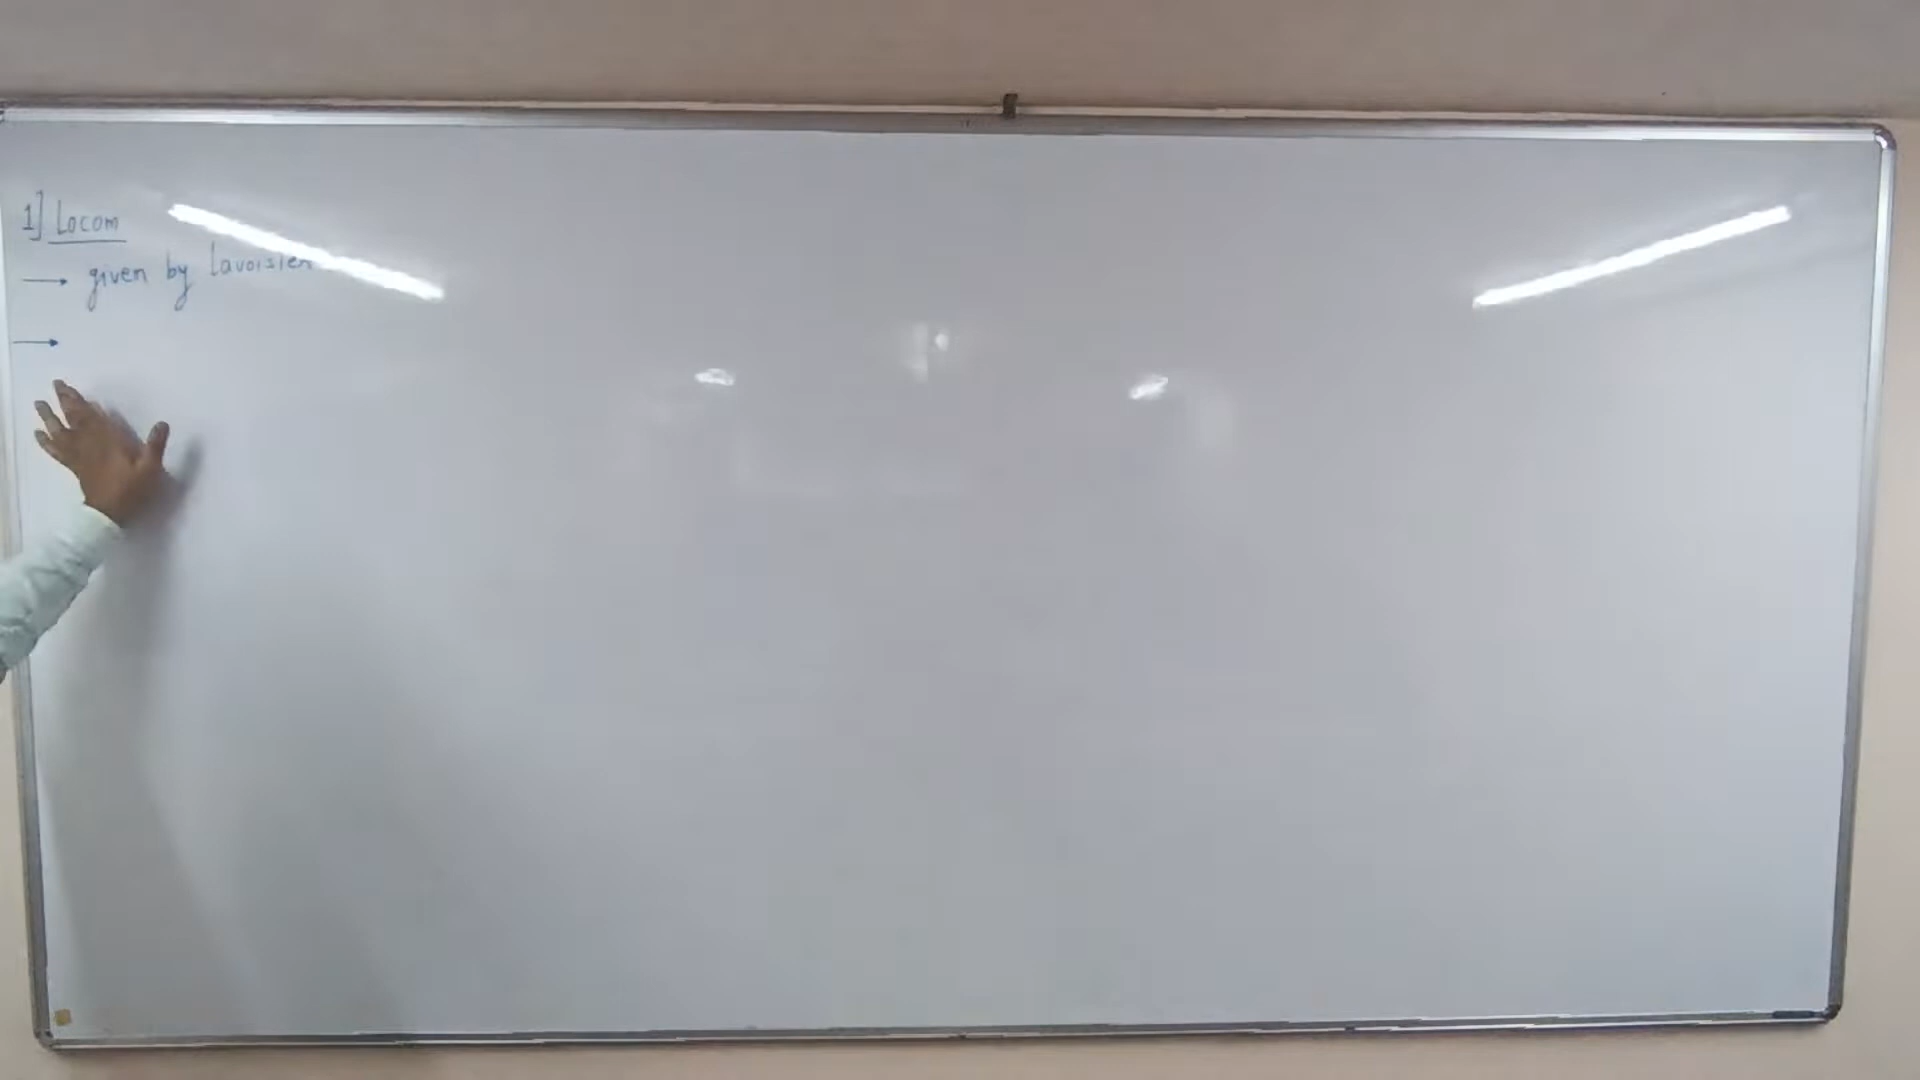 1] Locom
→ given by Lavoisier
→